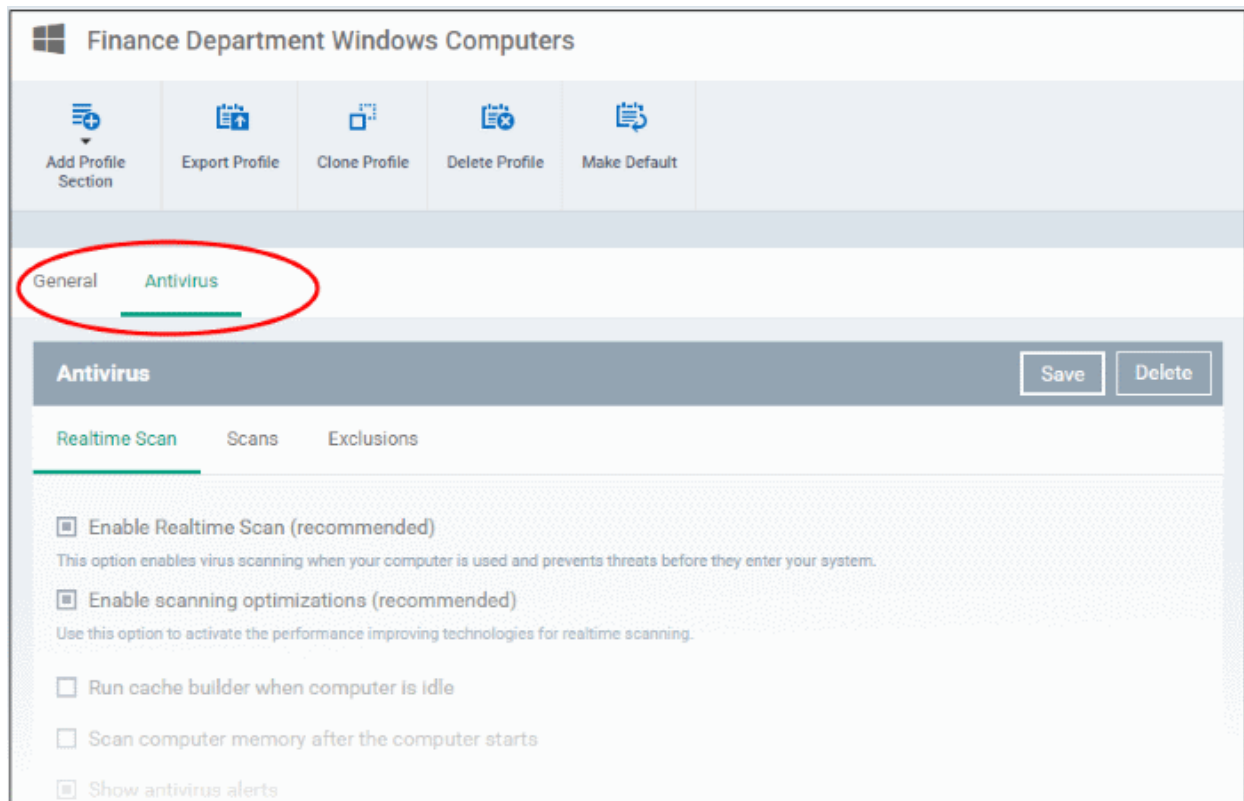 Finance Department Windows Computers
Add Profile Section
Export Profile
Clone Profile
Delete Profile
Make Default
General
Antivirus
Antivirus
Save
Delete
Realtime Scan
Scans
Exclusions
Enable Realtime Scan (recommended)
This option enables virus scanning when your computer is used and prevents threats before they enter your system.
Enable scanning optimizations (recommended)
Use this option to activate the performance improving technologies for realtime scanning.
Run cache builder when computer is idle
Scan computer memory after the computer starts
Show antivirus alerts